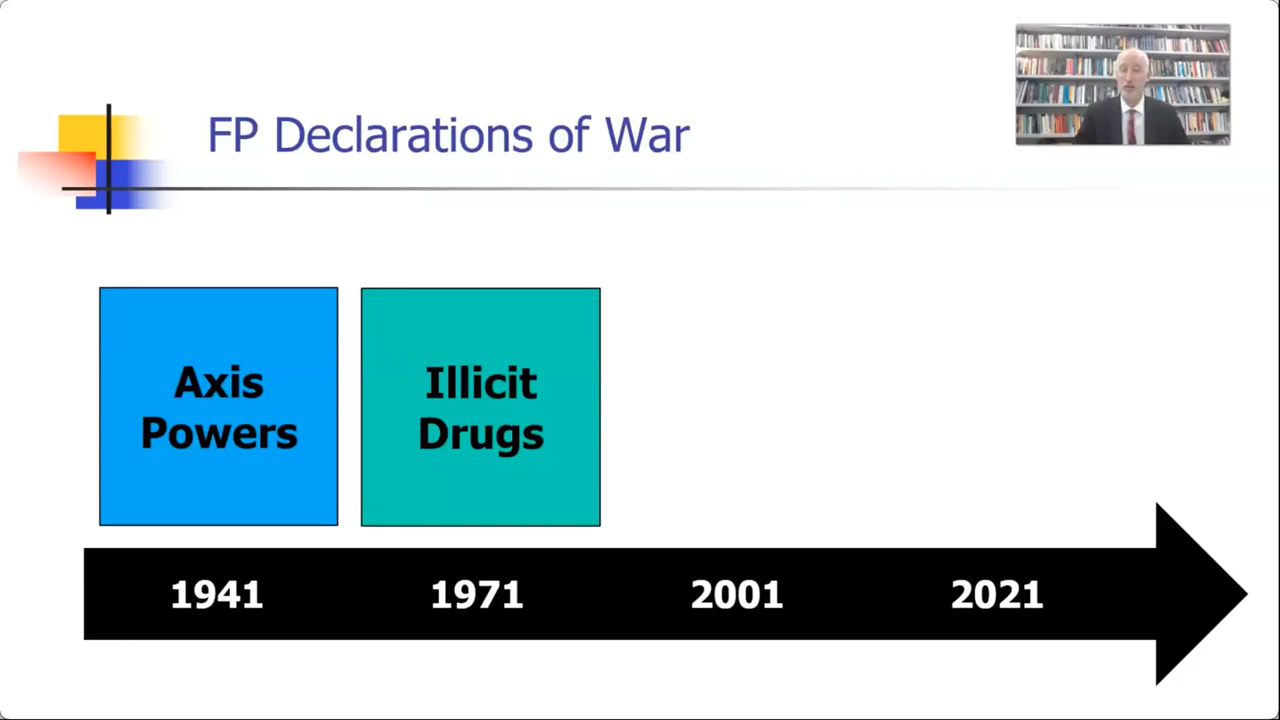 FP Declarations of War
Axis
Powers
Illicit
Drugs
1941
1971
2001
2021